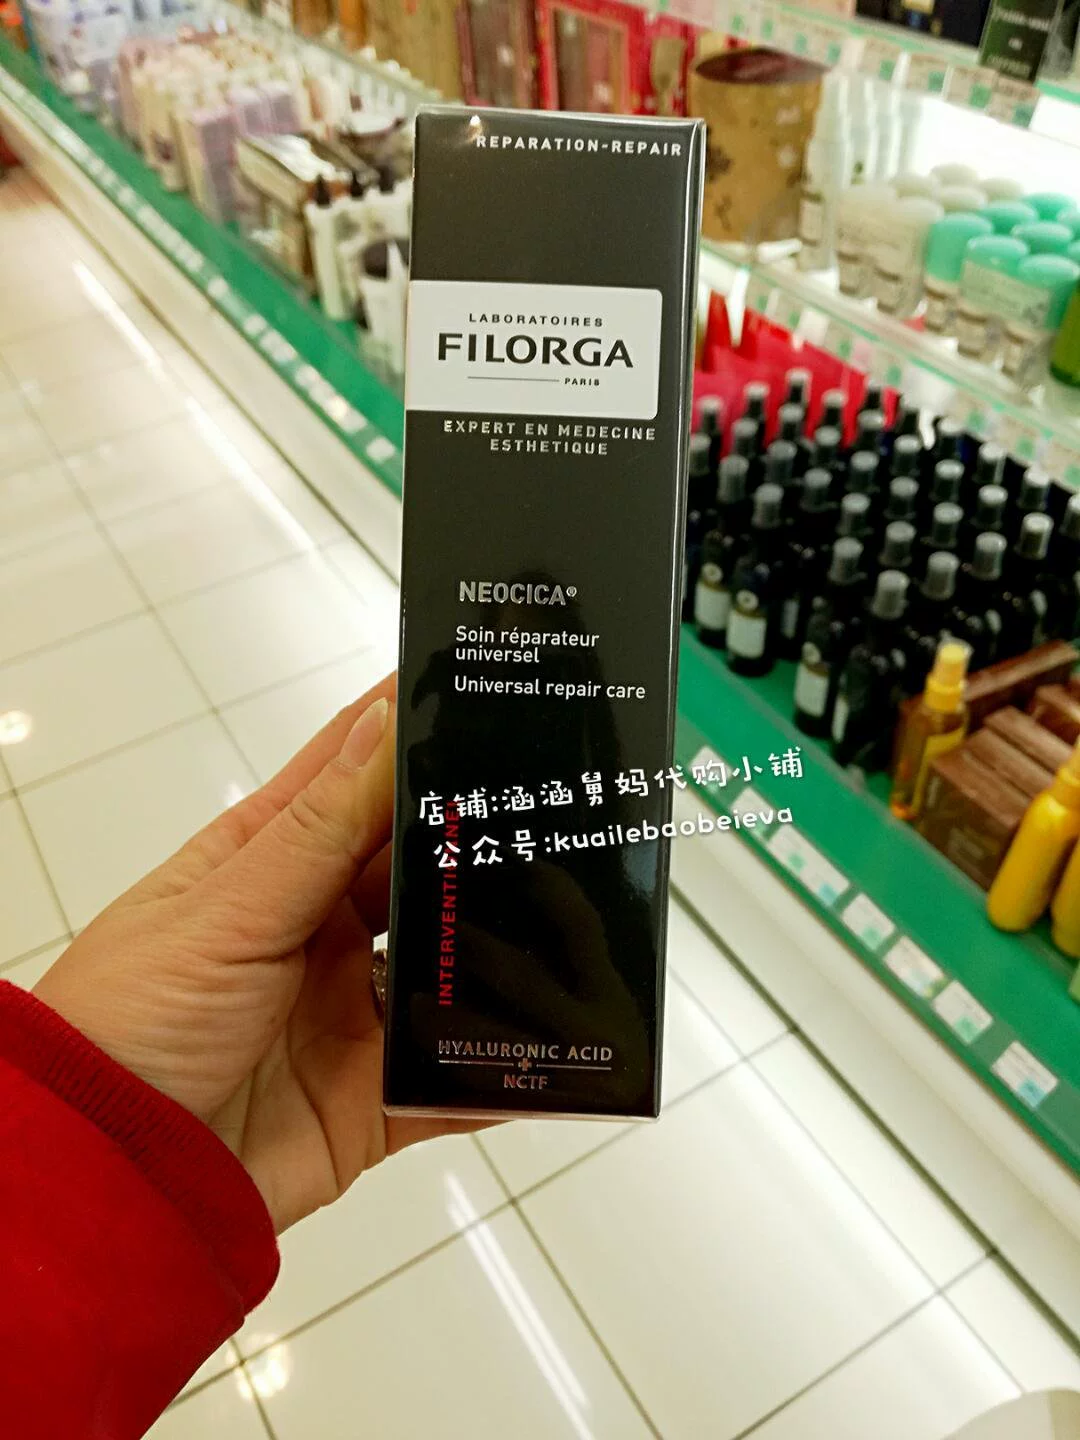 REPARATION-REPAIR
LABORATOIRES
FILORGA
PARIS
EXPERT EN MEDECINE
ESTHETIQUE
NEOCICA®
Soin réparateur
universel
Universal repair care
店铺:涵涵舅妈代购小铺
公众号:kuailebaobeieva
INTERVENTIONNEL
HYALURONIC ACID
+
NCTF